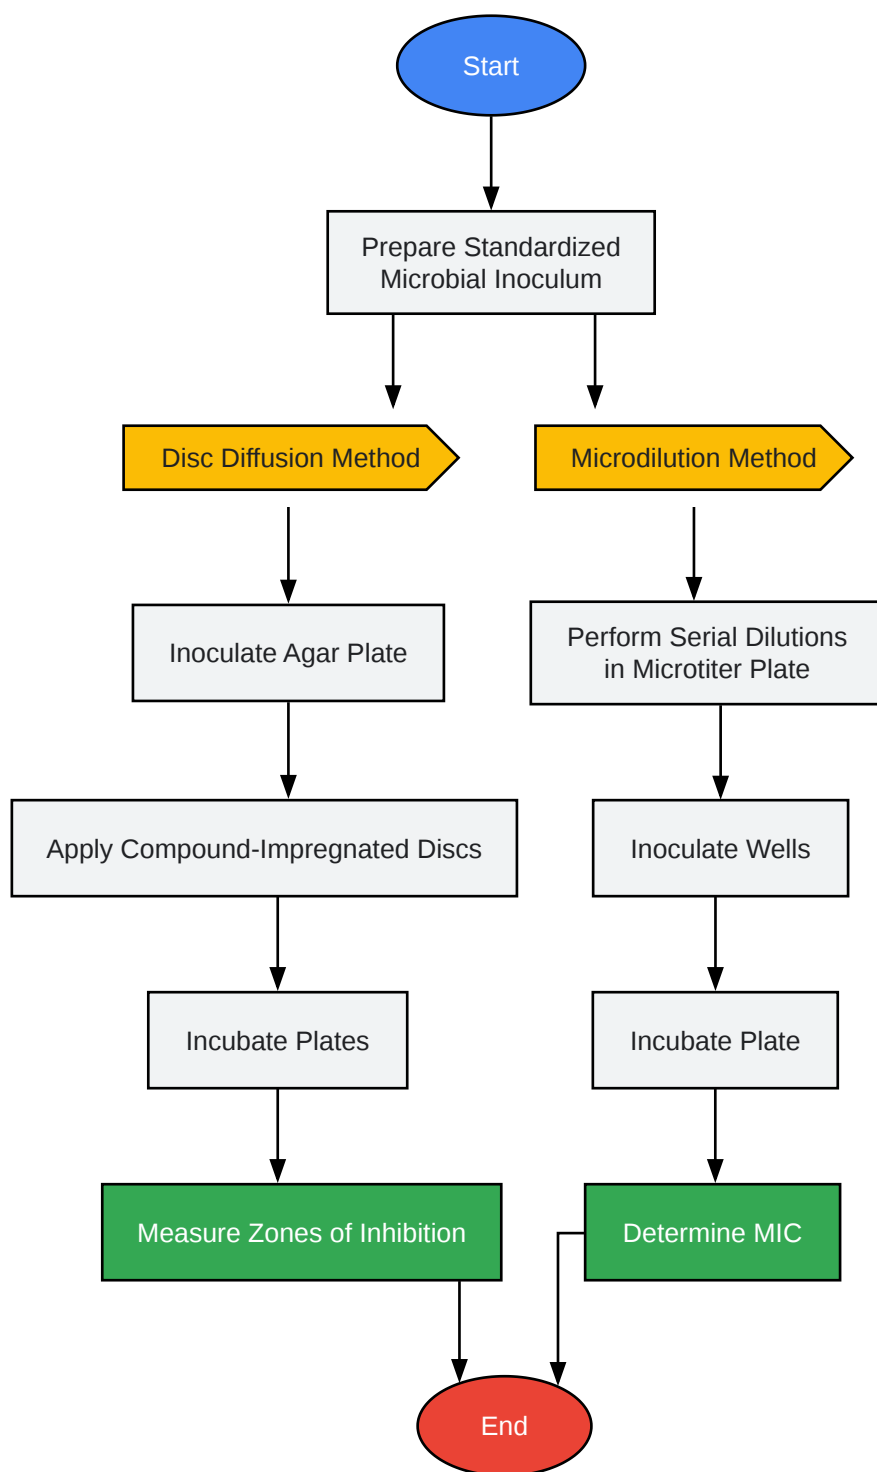 Start
Prepare Standardized
Microbial Inoculum
Disc Diffusion Method
Microdilution Method
Inoculate Agar Plate
Perform Serial Dilutions
in Microtiter Plate
Apply Compound-Impregnated Discs
Inoculate Wells
Incubate Plates
Incubate Plate
Measure Zones of Inhibition
Determine MIC
End